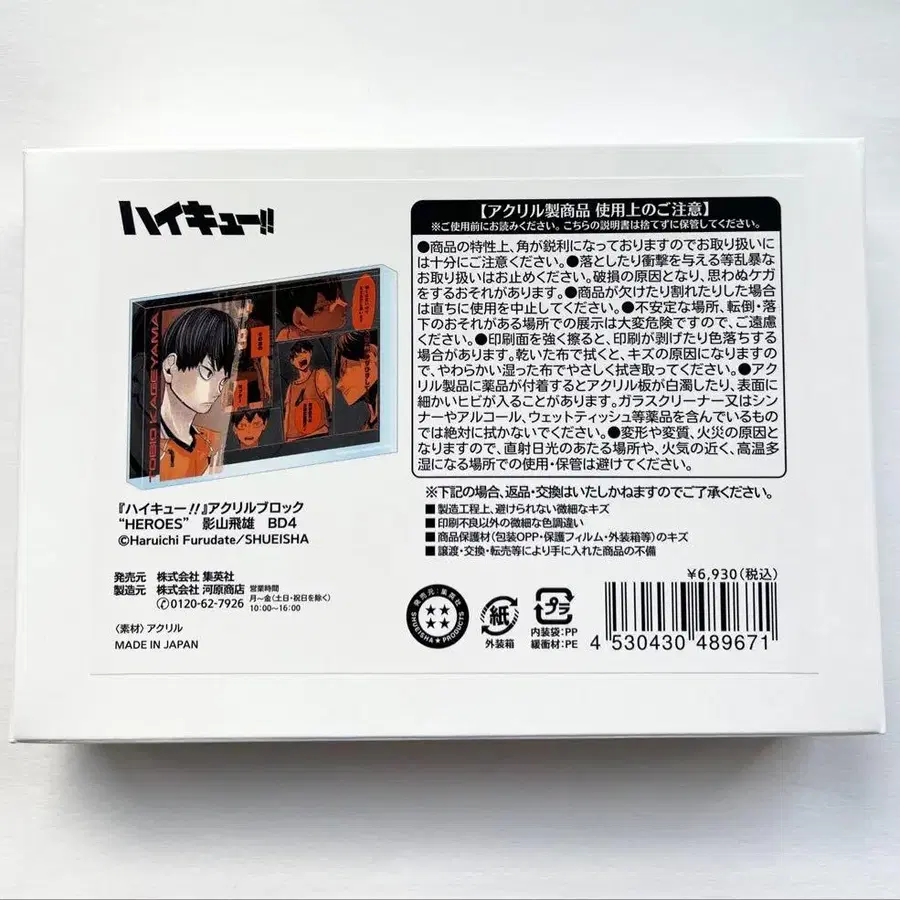 ハイキュー!!
TOBIO KAGEYAMA
『ハイキュー!!』アクリルブロック
“HEROES” 影山飛雄 BD4
©Haruichi Furudate/SHUEISHA
発売元 株式会社 集英社
製造元 株式会社 河原商店
0120-62-7926
営業時間
月〜金(土日・祝日を除く)
10:00〜16:00
〈素材〉アクリル
MADE IN JAPAN
【アクリル製商品 使用上のご注意】
※ご使用前にお読みください。こちらの説明書は捨てずに保管してください。
●商品の特性上、角が鋭利になっておりますのでお取り扱いに
は十分にご注意ください。●落としたり衝撃を与える等乱暴な
お取り扱いはお止めください。破損の原因となり、思わぬケガ
をするおそれがあります。●商品が欠けたり割れたりした場合
は直ちに使用を中止してください。●不安定な場所、転倒・落
下のおそれがある場所での展示は大変危険ですので、ご遠慮
ください。●印刷面を強く擦ると、印刷が剥げたり色落ちする
場合があります。乾いた布で拭くと、キズの原因になりますの
で、やわらかい湿った布でやさしく拭き取ってください。●アク
リル製品に薬品が付着するとアクリル板が白濁したり、表面に
細かいヒビが入ることがあります。ガラスクリーナー又はシン
ナーやアルコール、ウェットティッシュ等薬品を含んでいるもの
では絶対に拭かないでください。●変形や変質、火災の原因と
なりますので、直射日光のあたる場所や、火気の近く、高温多
湿になる場所での使用・保管は避けてください。
※下記の場合、返品・交換はいたしかねますのでご了承ください。
■製造工程上、避けられない微細なキズ
■印刷不良以外の微細な色調違い
■商品保護材(包装OPP・保護フィルム・外装箱等)のキズ
■譲渡・交換・転売等により手に入れた商品の不備
¥6,930(税込)
発売元:集英社
SHUEISHA PRODUCTS
紙
外装箱
プラ
内装袋:PP
緩衝材:PE
4 530430 489671